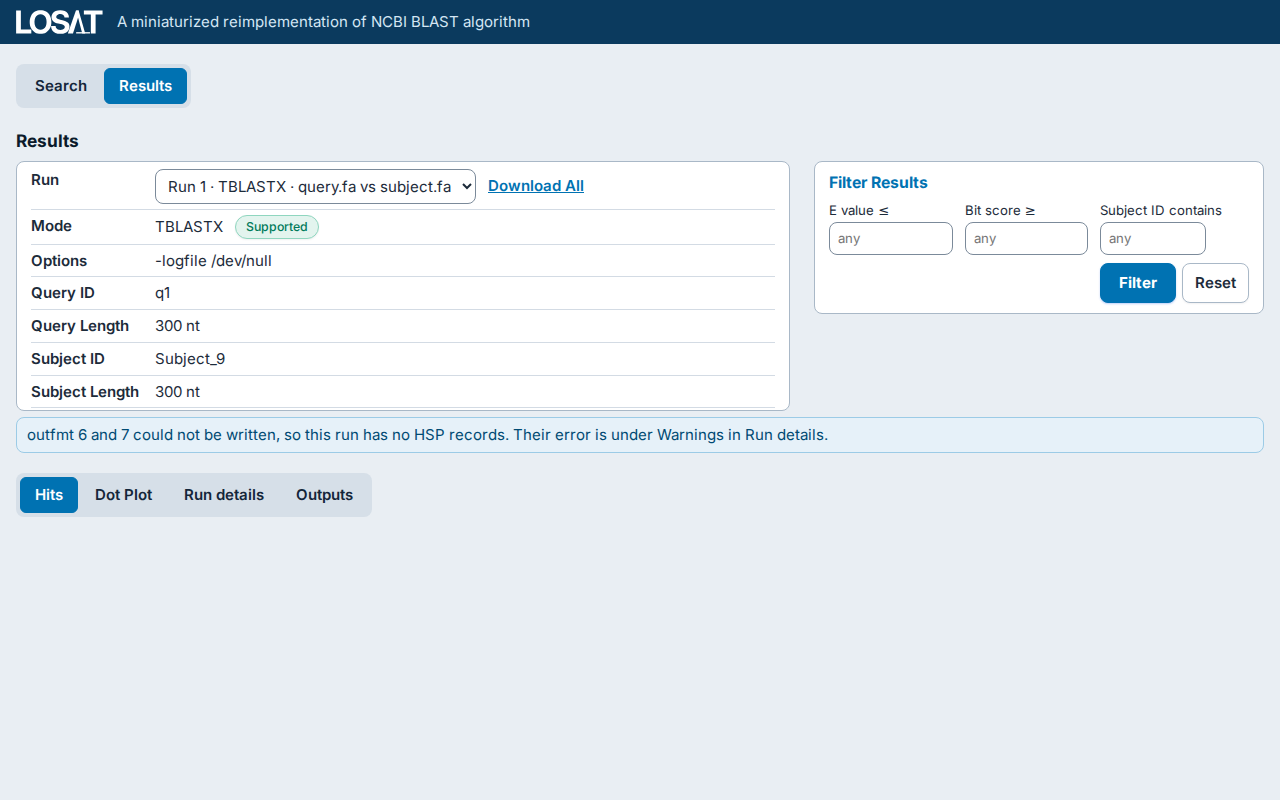 LOSAT A miniaturized reimplementation of NCBI BLAST algorithm
Search Results
Results
Run Run 1 · TBLASTX · query.fa vs subject.fa Download All
Mode TBLASTX Supported
Options -logfile /dev/null
Query ID q1
Query Length 300 nt
Subject ID Subject_9
Subject Length 300 nt
Filter Results
E value ≤ Bit score ≥ Subject ID contains
any any any
Filter Reset
outfmt 6 and 7 could not be written, so this run has no HSP records. Their error is under Warnings in Run details.
Hits Dot Plot Run details Outputs